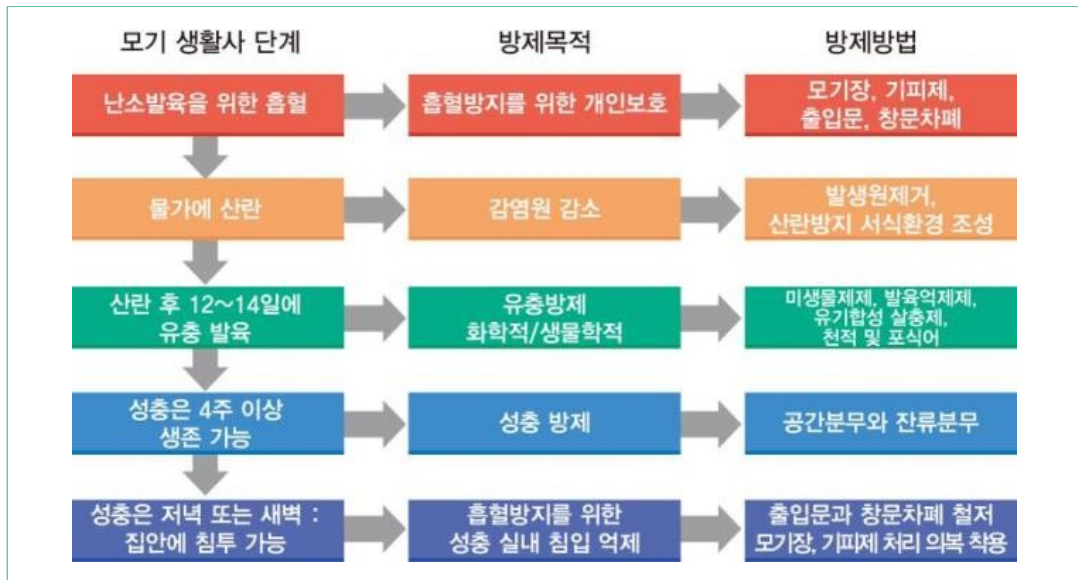 모기 생활사 단계
방제목적
방제방법
난소발육을 위한 흡혈
흡혈방지를 위한 개인보호
모기장, 기피제,
출입문, 창문차폐
물가에 산란
감염원 감소
발생원제거,
산란방지 서식환경 조성
산란 후 12~14일에
유충 발육
유충방제
화학적/생물학적
미생물제제, 발육억제제,
유기합성 살충제,
천적 및 포식어
성충은 4주 이상
생존 가능
성충 방제
공간분무와 잔류분무
성충은 저녁 또는 새벽 :
집안에 침투 가능
흡혈방지를 위한
성충 실내 침입 억제
출입문과 창문차폐 철저
모기장, 기피제 처리 의복 착용